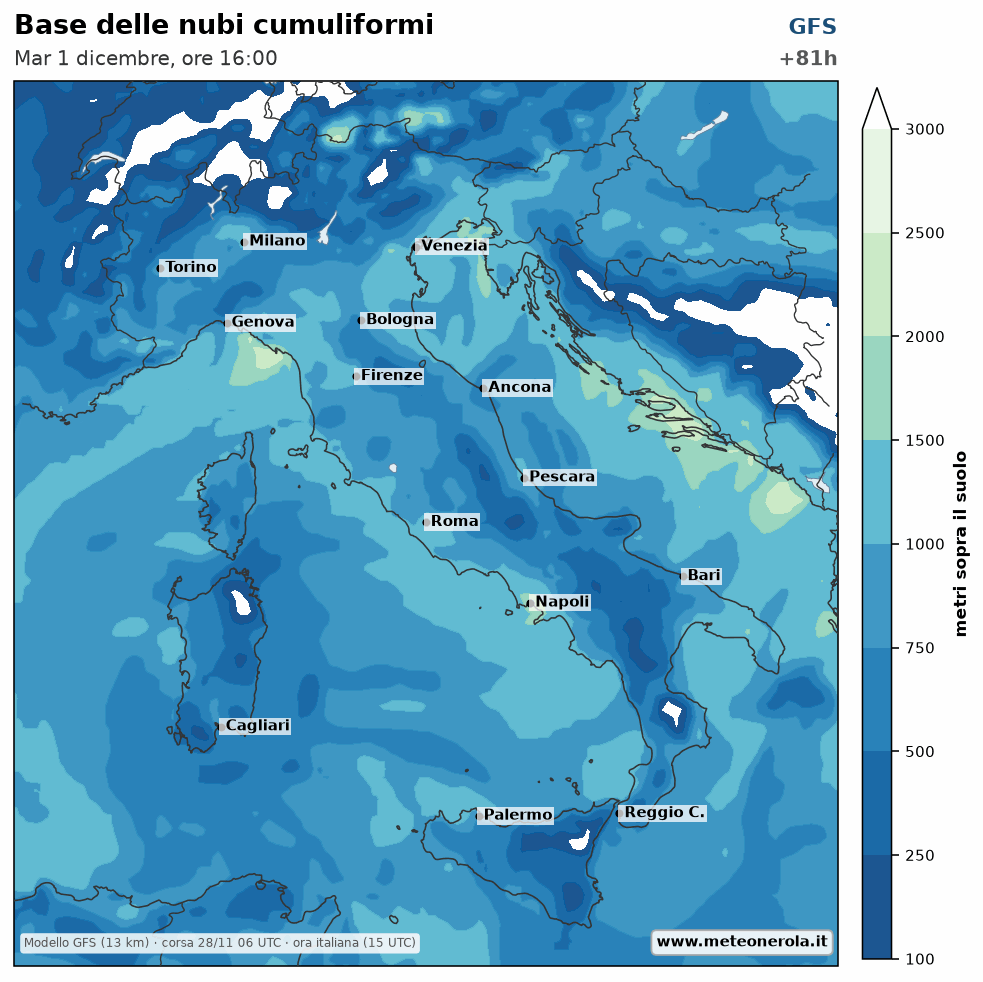 Base delle nubi cumuliformi
GFS
Mar 1 dicembre, ore 16:00
+81h
3000
2500
2000
1500
1000
750
500
250
100
metri sopra il suolo
Milano
Venezia
Torino
Genova
Bologna
Firenze
Ancona
Pescara
Roma
Bari
Napoli
Cagliari
Palermo
Reggio C.
Modello GFS (13 km) · corsa 28/11 06 UTC · ora italiana (15 UTC)
www.meteonerola.it